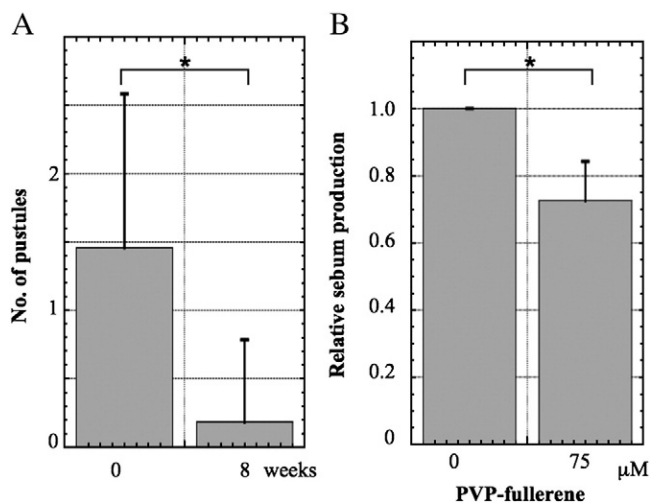 A
*
No. of pustules
2
1
0
0 8 weeks
B
*
Relative sebum production
1.0
0.8
0.6
0.4
0.2
0
0 75 μM
PVP-fullerene